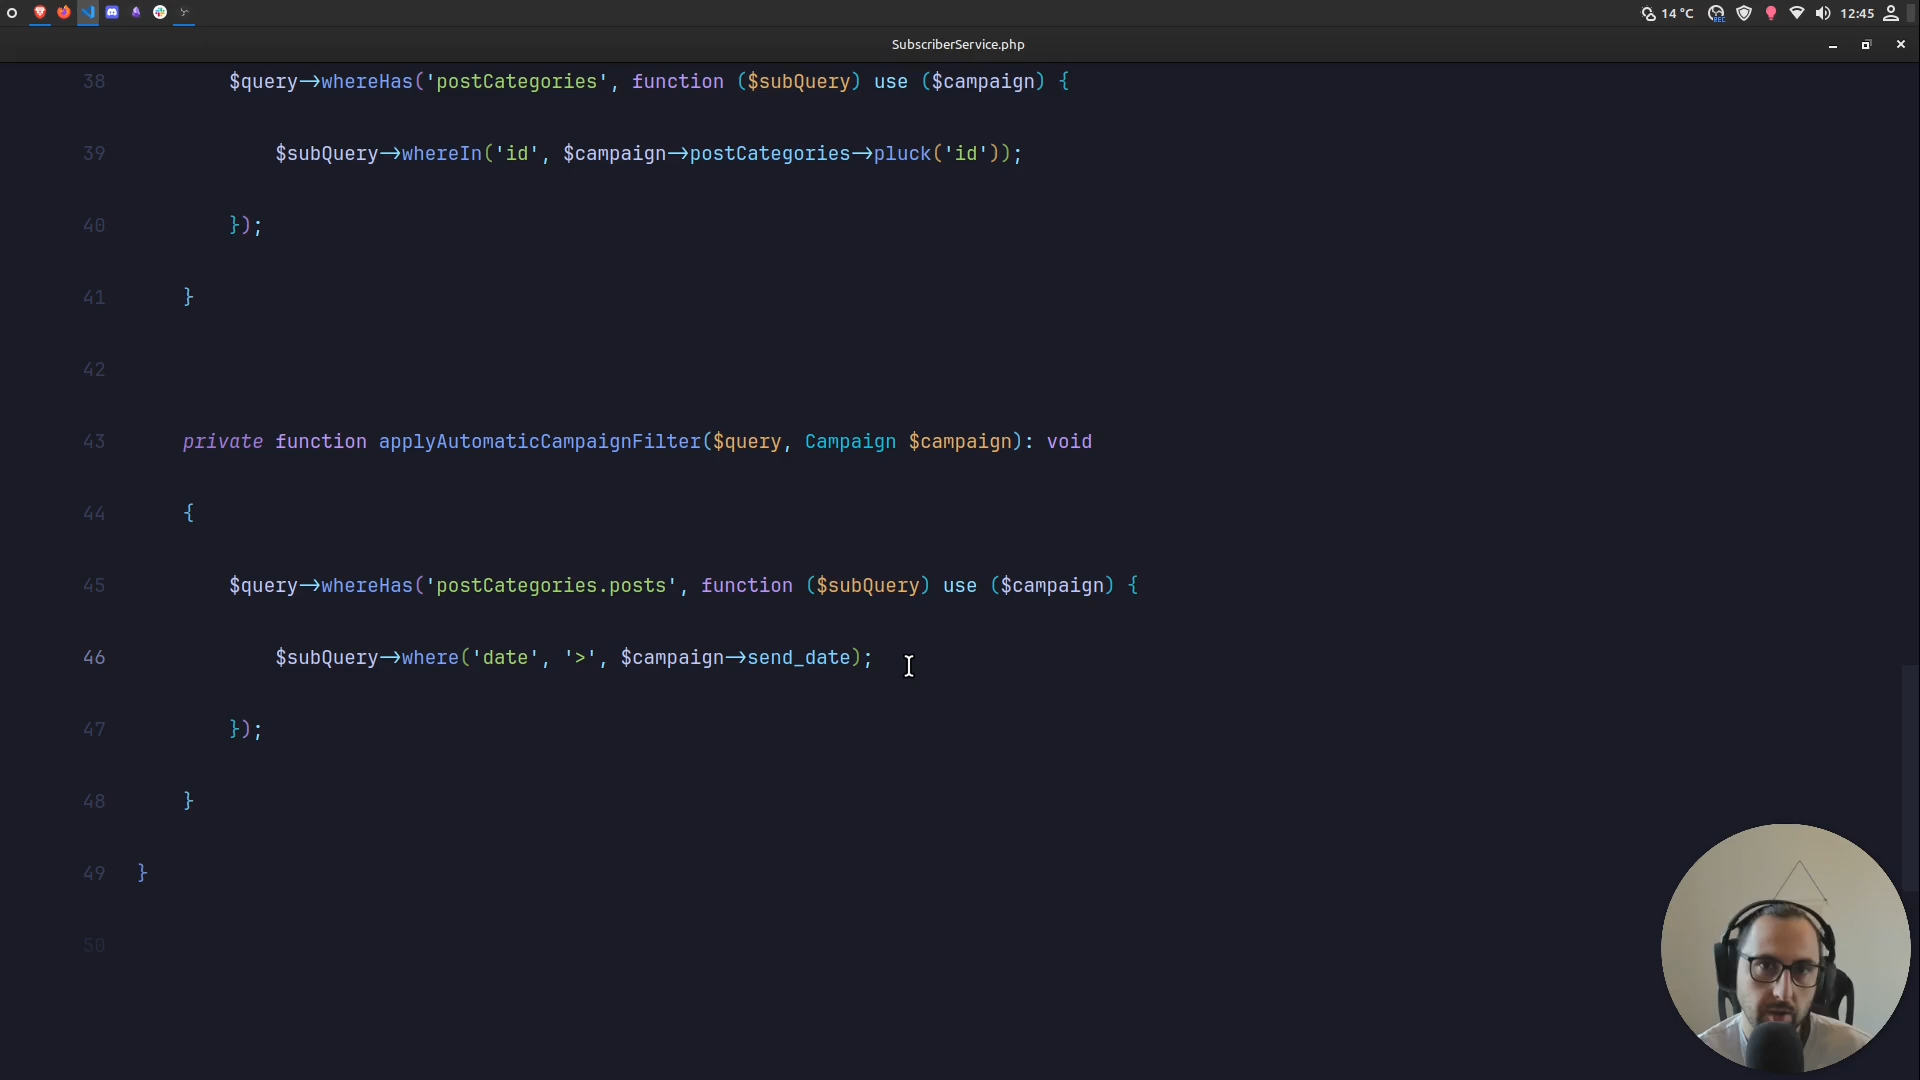 14 °C
REC
12:45
SubscriberService.php
38 $query->whereHas('postCategories', function ($subQuery) use ($campaign) {
39 $subQuery->whereIn('id', $campaign->postCategories->pluck('id'));
40 });
41 }
42
43 private function applyAutomaticCampaignFilter($query, Campaign $campaign): void
44 {
45 $query->whereHas('postCategories.posts', function ($subQuery) use ($campaign) {
46 $subQuery->where('date', '>', $campaign->send_date);
47 });
48 }
49 }
50